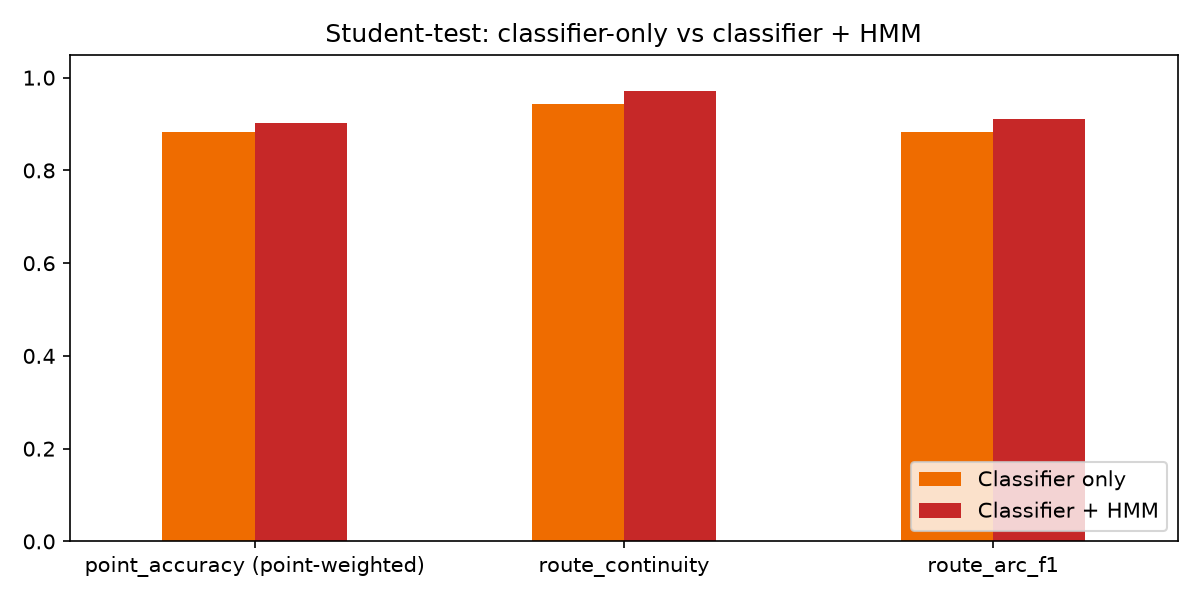 Student-test: classifier-only vs classifier + HMM
1.0
0.8
0.6
0.4
0.2
0.0
point_accuracy (point-weighted)
route_continuity
route_arc_f1
Classifier only
Classifier + HMM